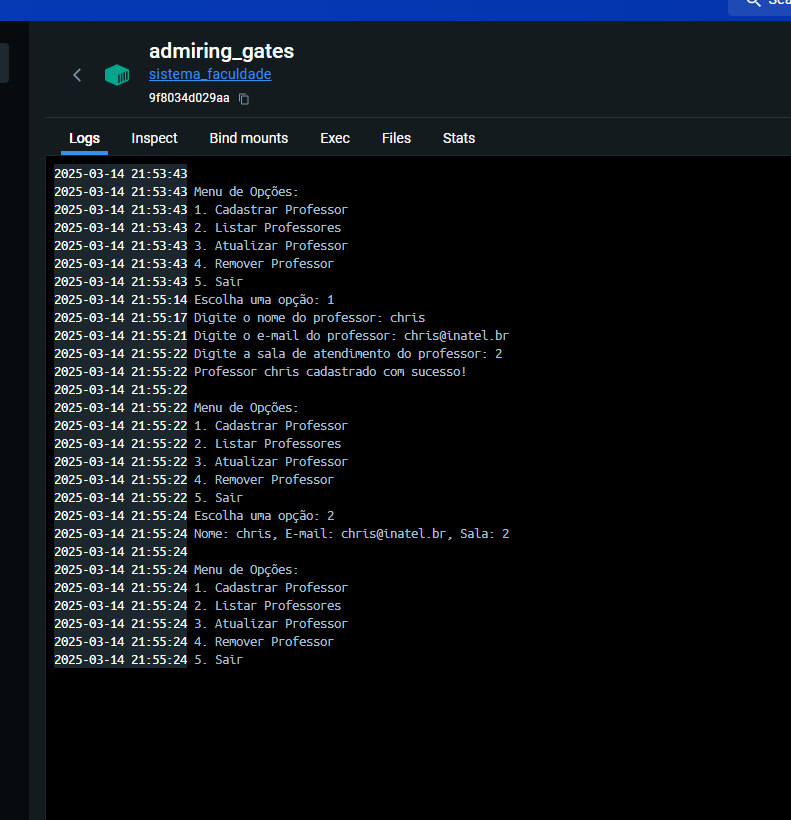 admiring_gates
sistema_faculdade
9f8034d029aa
Logs Inspect Bind mounts Exec Files Stats
2025-03-14 21:53:43
2025-03-14 21:53:43 Menu de Opções:
2025-03-14 21:53:43 1. Cadastrar Professor
2025-03-14 21:53:43 2. Listar Professores
2025-03-14 21:53:43 3. Atualizar Professor
2025-03-14 21:53:43 4. Remover Professor
2025-03-14 21:53:43 5. Sair
2025-03-14 21:55:14 Escolha uma opção: 1
2025-03-14 21:55:17 Digite o nome do professor: chris
2025-03-14 21:55:21 Digite o e-mail do professor: chris@inatel.br
2025-03-14 21:55:22 Digite a sala de atendimento do professor: 2
2025-03-14 21:55:22 Professor chris cadastrado com sucesso!
2025-03-14 21:55:22
2025-03-14 21:55:22 Menu de Opções:
2025-03-14 21:55:22 1. Cadastrar Professor
2025-03-14 21:55:22 2. Listar Professores
2025-03-14 21:55:22 3. Atualizar Professor
2025-03-14 21:55:22 4. Remover Professor
2025-03-14 21:55:22 5. Sair
2025-03-14 21:55:24 Escolha uma opção: 2
2025-03-14 21:55:24 Nome: chris, E-mail: chris@inatel.br, Sala: 2
2025-03-14 21:55:24
2025-03-14 21:55:24 Menu de Opções:
2025-03-14 21:55:24 1. Cadastrar Professor
2025-03-14 21:55:24 2. Listar Professores
2025-03-14 21:55:24 3. Atualizar Professor
2025-03-14 21:55:24 4. Remover Professor
2025-03-14 21:55:24 5. Sair